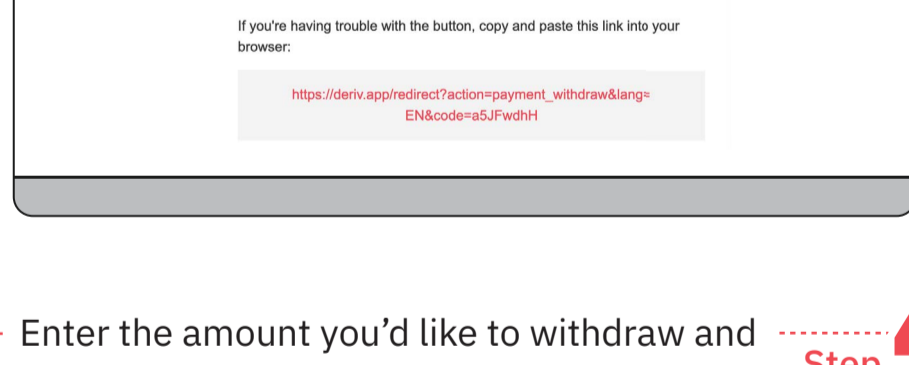 If you're having trouble with the button, copy and paste this link into your
browser:
https://deriv.app/redirect?action=payment_withdraw&lang=
EN&code=a5JFwdhH
Enter the amount you’d like to withdraw and
Step